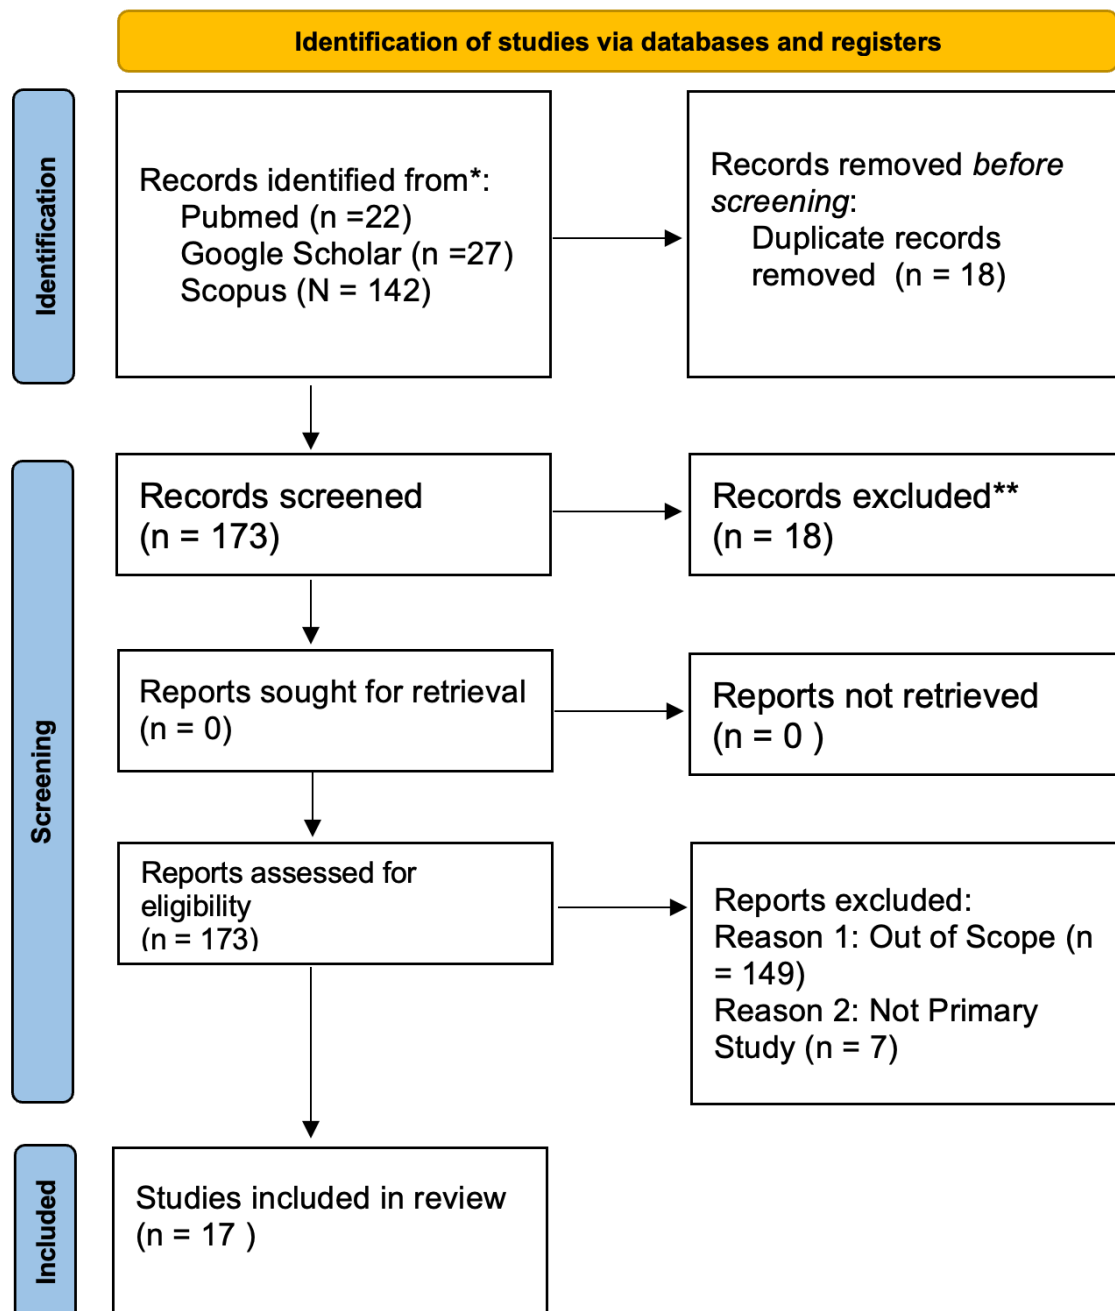 Identification of studies via databases and registers
Identification
Records identified from*:
Pubmed (n =22)
Google Scholar (n =27)
Scopus (N = 142)
Records removed before
screening:
Duplicate records
removed  (n = 18)
Screening
Records screened
(n = 173)
Records excluded**
(n = 18)
Reports sought for retrieval
(n = 0)
Reports not retrieved
(n = 0 )
Reports assessed for
eligibility
(n = 173)
Reports excluded:
Reason 1: Out of Scope (n
= 149)
Reason 2: Not Primary
Study (n = 7)
Included
Studies included in review
(n = 17 )